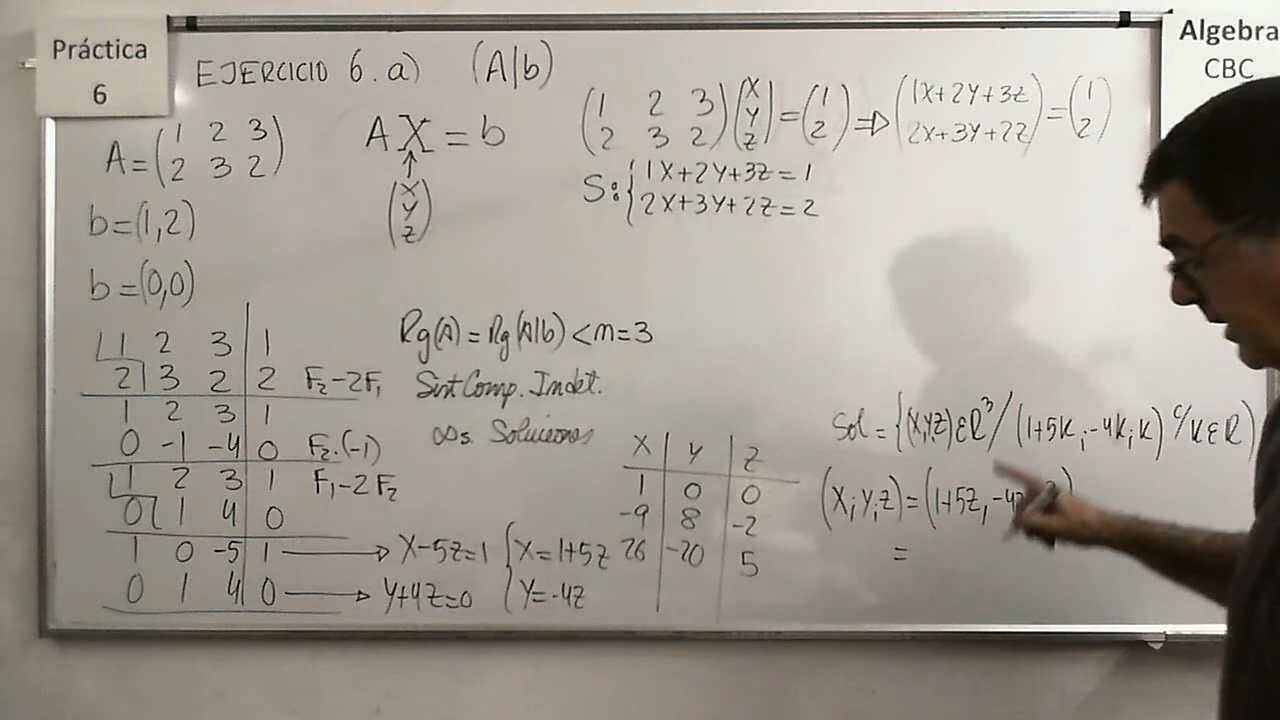 Práctica
6
Algebra
CBC
EJERCICIO 6.a) (A|b)
A=(1 2 3
2 3 2)
b=(1,2)
b=(0,0)
AX=b
↑
(X
Y
Z)
(1 2 3
2 3 2)(X
Y
Z)=(1
2)⇒(1X+2Y+3Z
2X+3Y+2Z)=(1
2)
S:{1X+2Y+3Z=1
2X+3Y+2Z=2
1 2 3 | 1
2 3 2 | 2 F₂-2F₁
1 2 3 | 1
0 -1 -4 | 0 F₂.(-1)
1 2 3 | 1 F₁-2F₂
0 1 4 | 0
1 0 -5 | 1 → X-5Z=1 {X=1+5Z
0 1 4 | 0 → Y+4Z=0 {Y=-4Z
Rg(A)=Rg(A|b)<n=3
Sist Comp. Indet.
∞s. Soluciones
X | Y | Z
1 | 0 | 0
-9 | 8 | -2
26 | -20 | 5
Sol={(X,Y,Z)∈R³/(1+5K;-4K;K) c/K∈R}
(X;Y;Z)=(1+5Z,-4Z
=